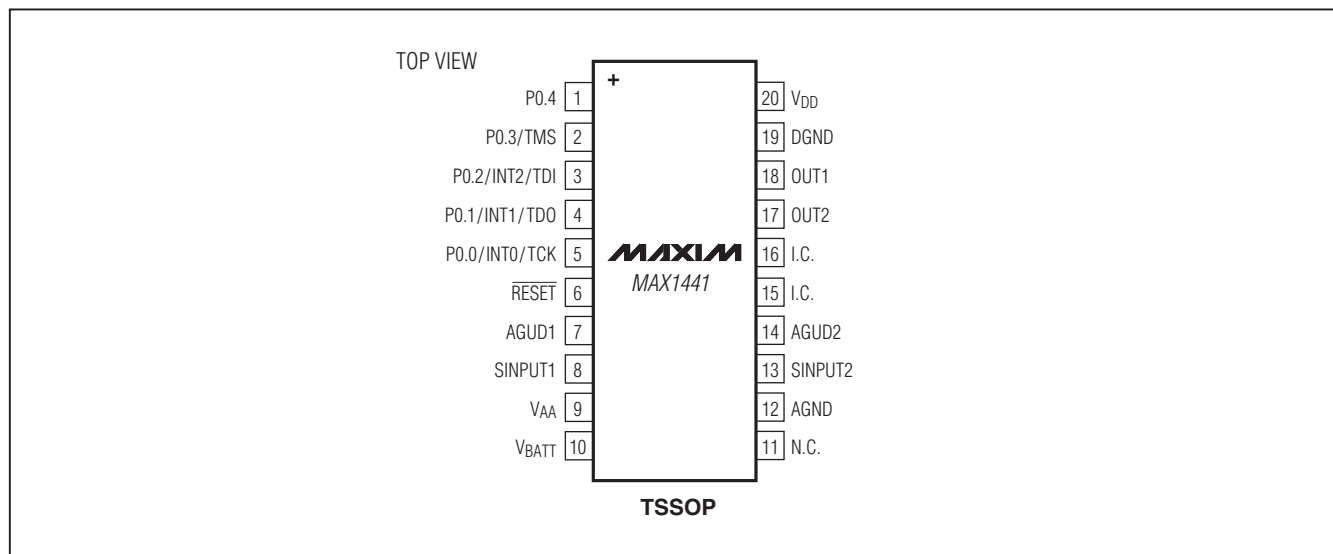 TOP VIEW
+
P0.4 1
P0.3/TMS 2
P0.2/INT2/TDI 3
P0.1/INT1/TDO 4
P0.0/INT0/TCK 5
RESET 6
AGUD1 7
SINPUT1 8
VAA 9
VBATT 10
MAXIM
MAX1441
20 VDD
19 DGND
18 OUT1
17 OUT2
16 I.C.
15 I.C.
14 AGUD2
13 SINPUT2
12 AGND
11 N.C.
TSSOP